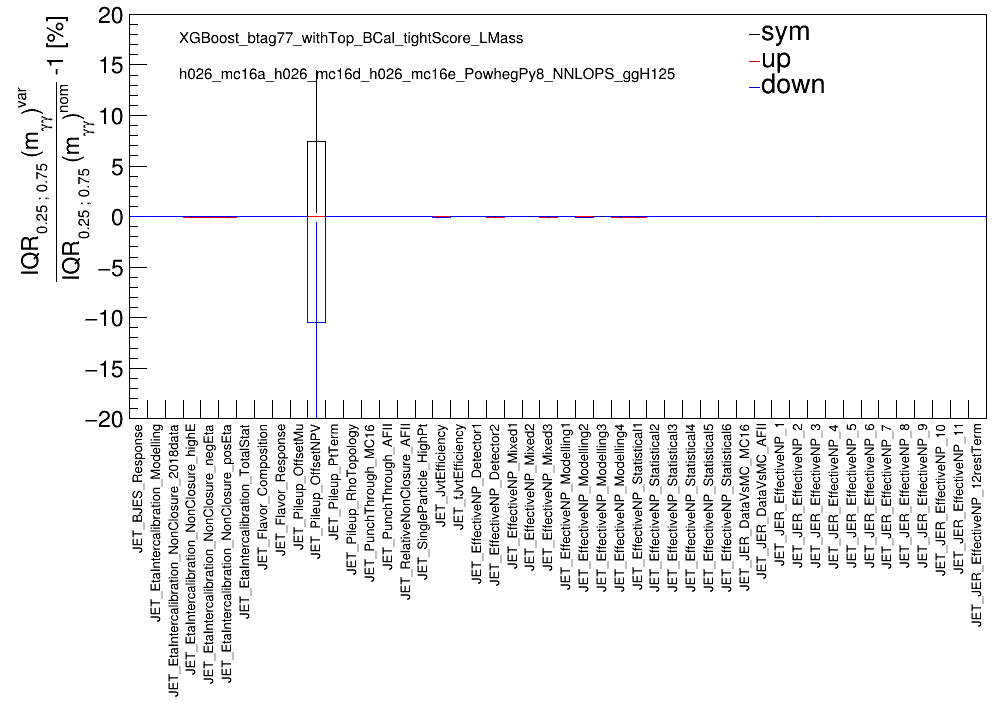 IQR0.25 ; 0.75 (mγγ)var
IQR0.25 ; 0.75 (mγγ)nom
-1 [%]
20
15
10
5
0
−5
−10
−15
−20
XGBoost_btag77_withTop_BCal_tightScore_LMass
h026_mc16a_h026_mc16d_h026_mc16e_PowhegPy8_NNLOPS_ggH125
sym
up
down
JET_BJES_Response
JET_EtaIntercalibration_Modelling
JET_EtaIntercalibration_NonClosure_2018data
JET_EtaIntercalibration_NonClosure_highE
JET_EtaIntercalibration_NonClosure_negEta
JET_EtaIntercalibration_NonClosure_posEta
JET_EtaIntercalibration_TotalStat
JET_Flavor_Composition
JET_Flavor_Response
JET_Pileup_OffsetMu
JET_Pileup_OffsetNPV
JET_Pileup_PtTerm
JET_Pileup_RhoTopology
JET_PunchThrough_MC16
JET_PunchThrough_AFII
JET_RelativeNonClosure_AFII
JET_SingleParticle_HighPt
JET_JvtEfficiency
JET_fJvtEfficiency
JET_EffectiveNP_Detector1
JET_EffectiveNP_Detector2
JET_EffectiveNP_Mixed1
JET_EffectiveNP_Mixed2
JET_EffectiveNP_Mixed3
JET_EffectiveNP_Modelling1
JET_EffectiveNP_Modelling2
JET_EffectiveNP_Modelling3
JET_EffectiveNP_Modelling4
JET_EffectiveNP_Statistical1
JET_EffectiveNP_Statistical2
JET_EffectiveNP_Statistical3
JET_EffectiveNP_Statistical4
JET_EffectiveNP_Statistical5
JET_EffectiveNP_Statistical6
JET_JER_DataVsMC_MC16
JET_JER_DataVsMC_AFII
JET_JER_EffectiveNP_1
JET_JER_EffectiveNP_2
JET_JER_EffectiveNP_3
JET_JER_EffectiveNP_4
JET_JER_EffectiveNP_5
JET_JER_EffectiveNP_6
JET_JER_EffectiveNP_7
JET_JER_EffectiveNP_8
JET_JER_EffectiveNP_9
JET_JER_EffectiveNP_10
JET_JER_EffectiveNP_11
JET_JER_EffectiveNP_12restTerm